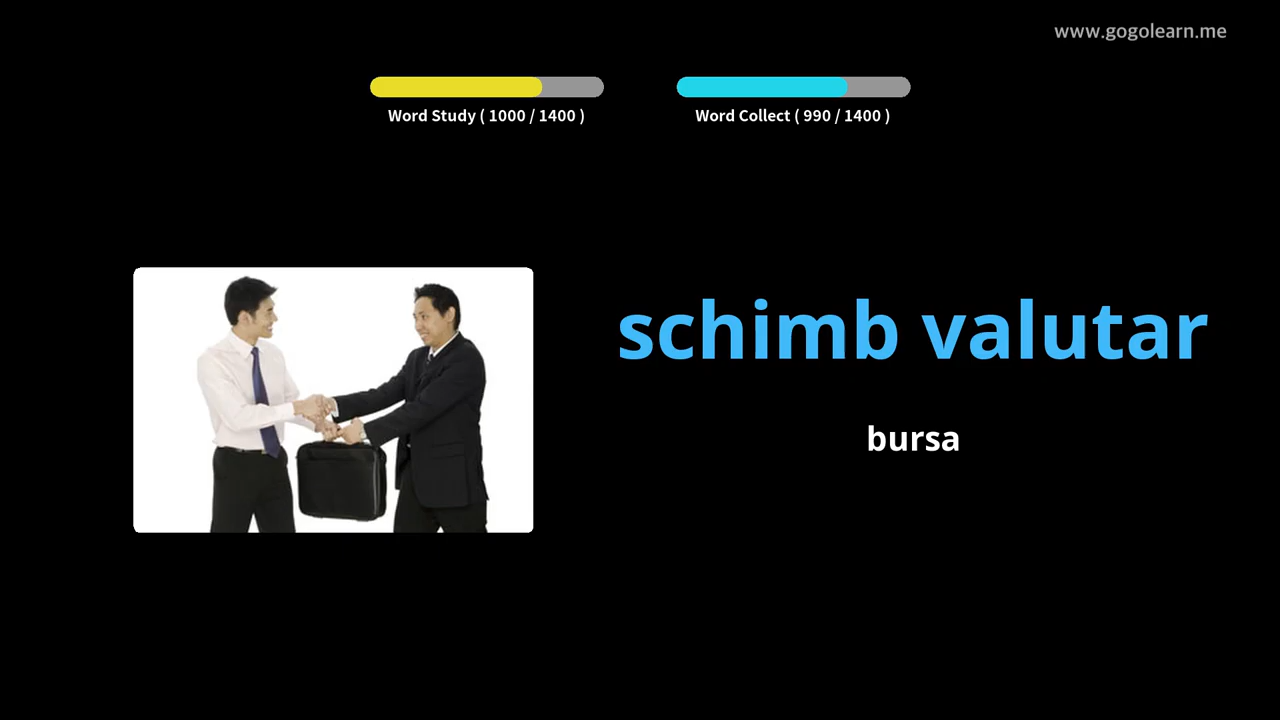 www.gogolearn.me
Word Study ( 1000 / 1400 )
Word Collect ( 990 / 1400 )
schimb valutar
bursa